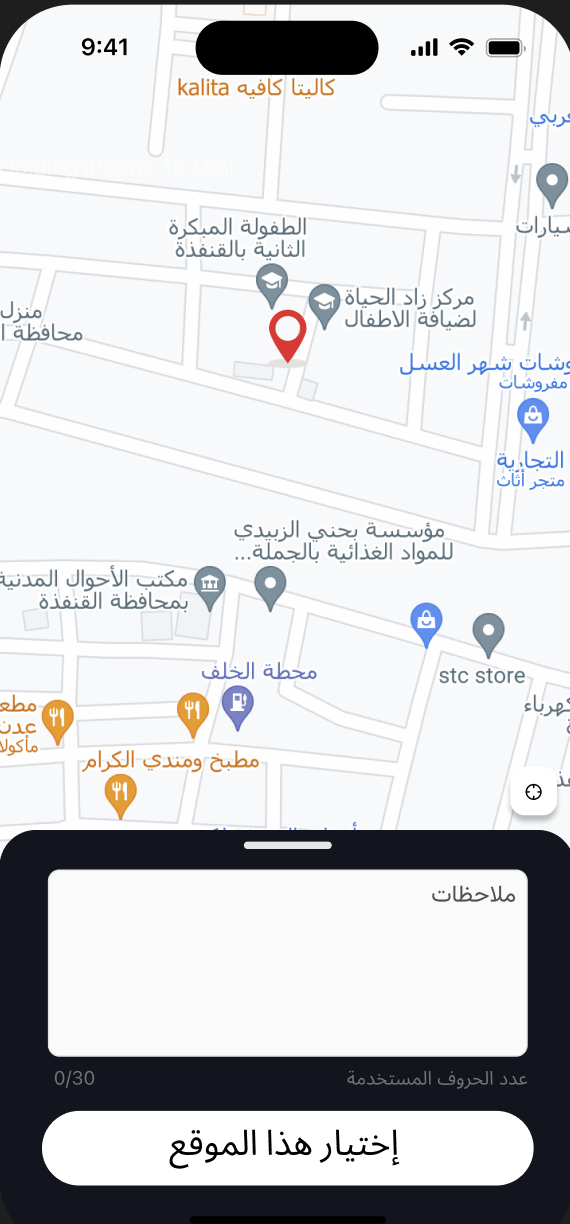 9:41
كاليتا كافيه kalita
عربي
سيارات
الطفولة المبكرة
الثانية بالقنفذة
مركز زاد الحياة
لضيافة الاطفال
منزل
محافظة ا
وشات شهر العسل
مفروشات
التجارية
متجر أثاث
مؤسسة بحني الزبيدي
للمواد الغذائية بالجملة...
مكتب الأحوال المدنية
بمحافظة القنفذة
stc store
محطة الخلف
كهرباء
مطع
عدن
مأكولا
مطبخ ومندي الكرام
ملاحظات
عدد الحروف المستخدمة
0/30
إختيار هذا الموقع